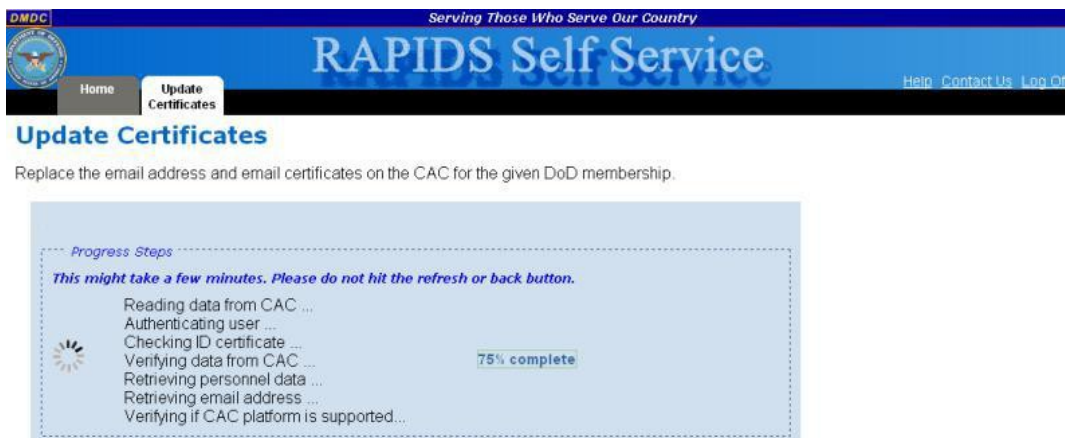 DMDC
Serving Those Who Serve Our Country
RAPIDS Self Service
Home
Update
Certificates
Help Contact Us Log Of
Update Certificates
Replace the email address and email certificates on the CAC for the given DoD membership.
Progress Steps
This might take a few minutes. Please do not hit the refresh or back button.
Reading data from CAC ...
Authenticating user ...
Checking ID certificate ...
Verifying data from CAC ...
75% complete
Retrieving personnel data ...
Retrieving email address ...
Verifying if CAC platform is supported...